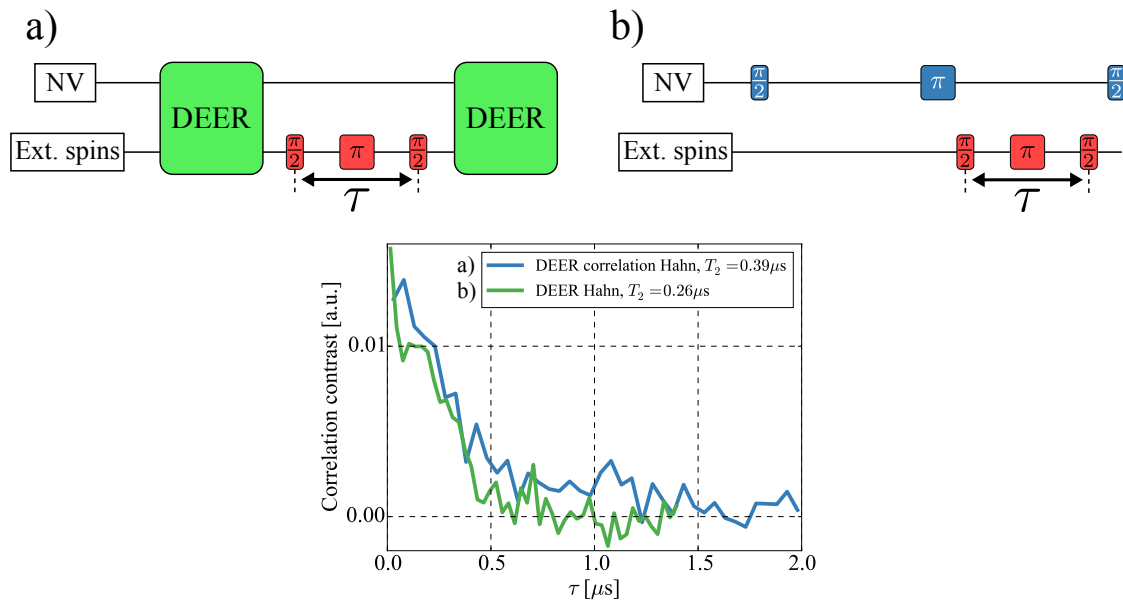 a)
NV
DEER
DEER
Ext. spins
π/2
π
π/2
τ
b)
NV
π/2
π
π/2
Ext. spins
π/2
π
π/2
τ
a) DEER correlation Hahn, T₂ = 0.39μs
b) DEER Hahn, T₂ = 0.26μs
Correlation contrast [a.u.]
0.01
0.00
0.0 0.5 1.0 1.5 2.0
τ [μs]